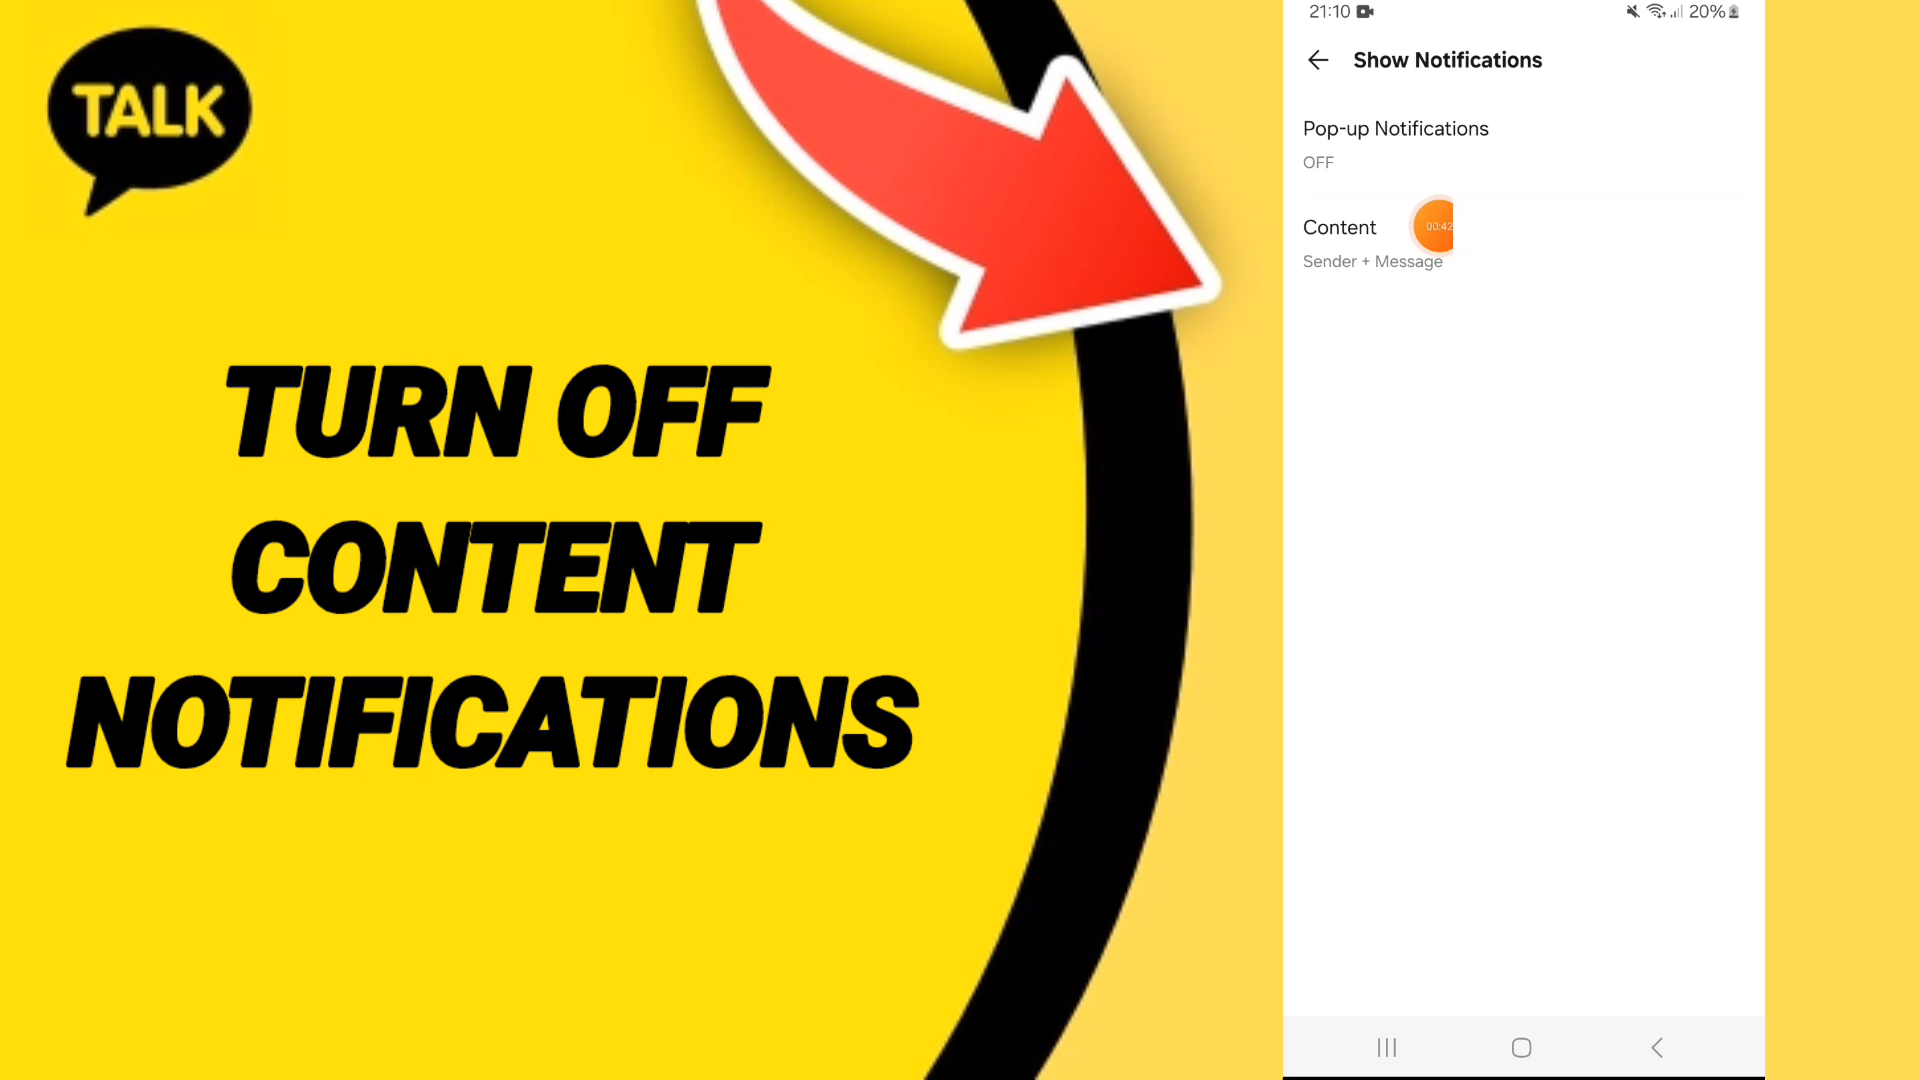 TALK
TURN OFF
CONTENT
NOTIFICATIONS
21:10
20%
Show Notifications
Pop-up Notifications
OFF
Content
00:42
Sender + Message